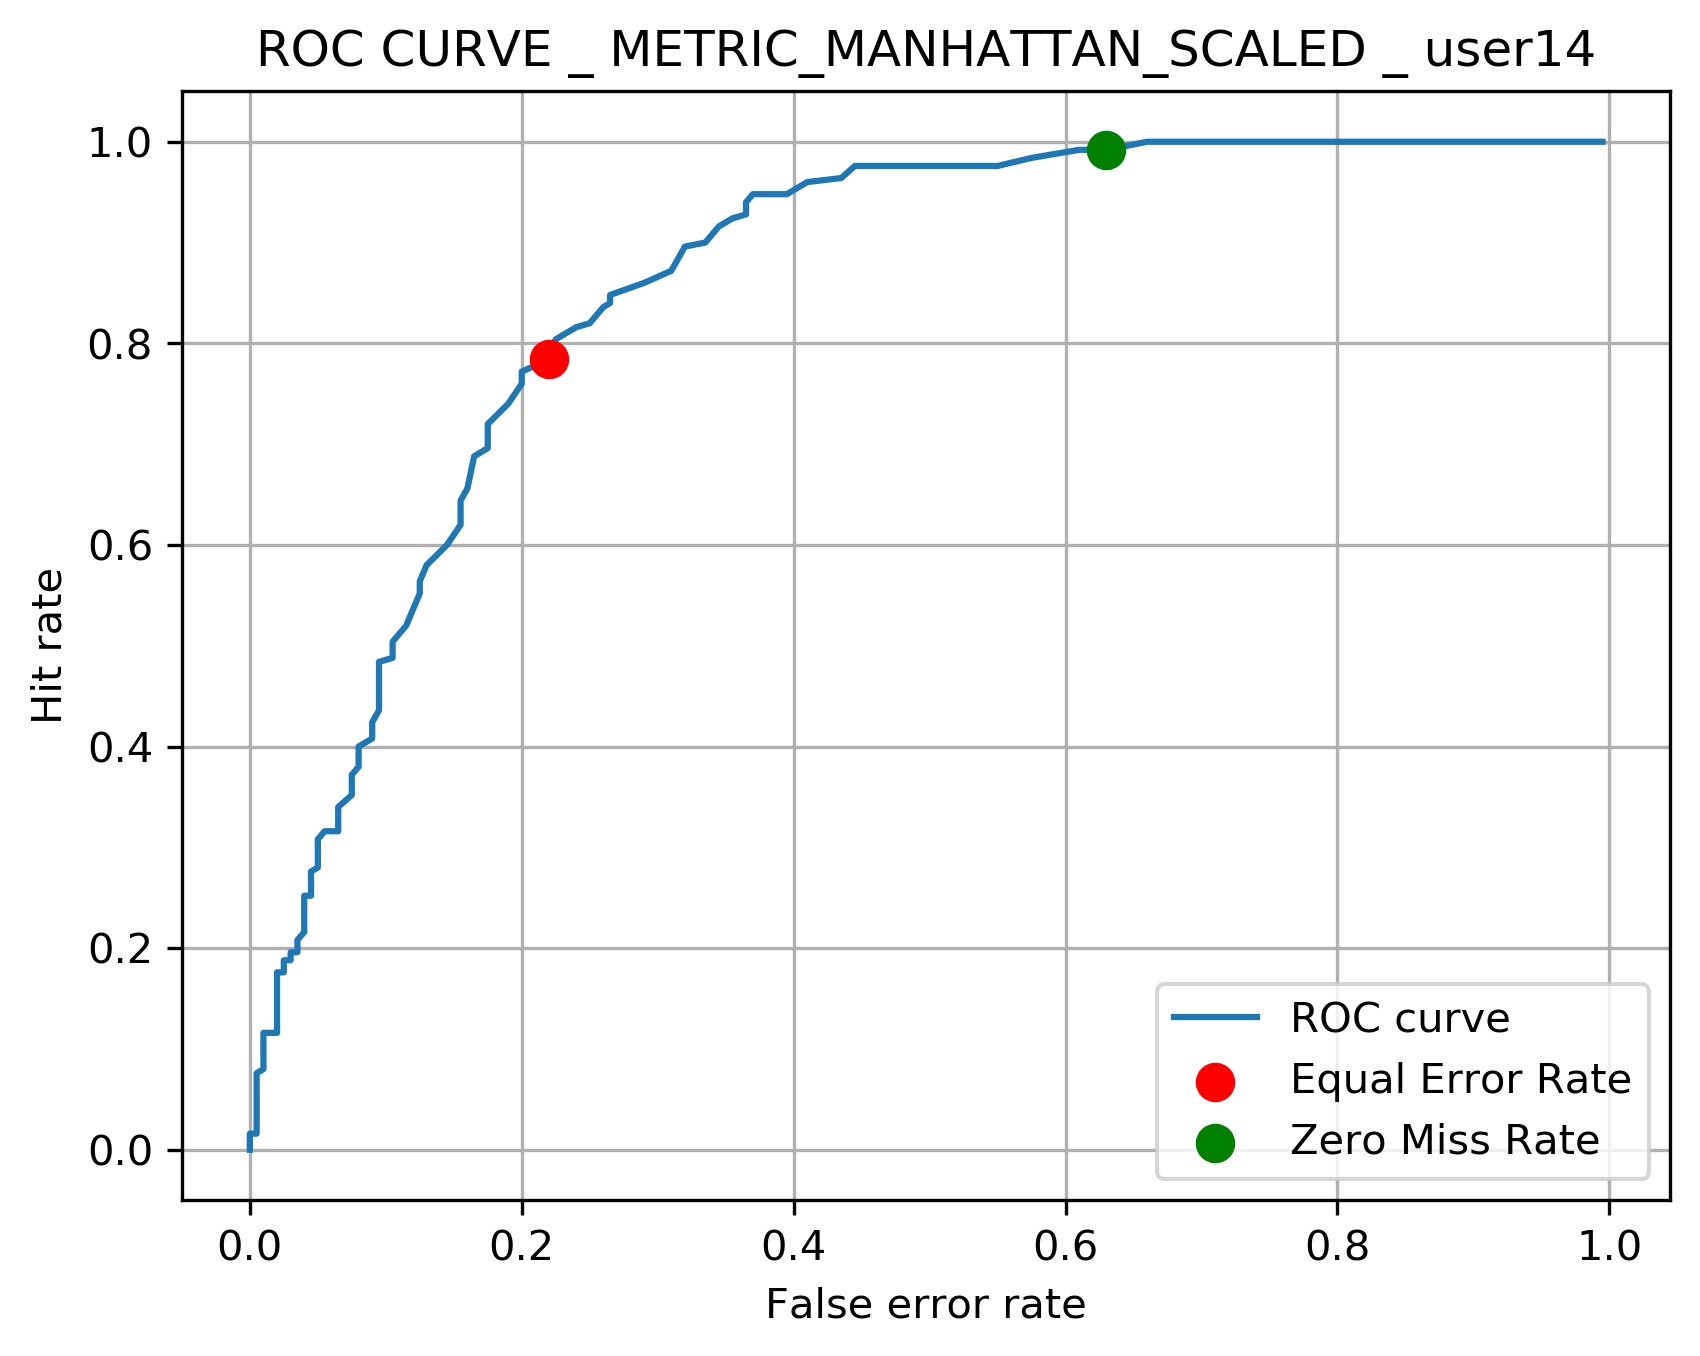 ROC CURVE _ METRIC_MANHATTAN_SCALED _ user14
1.0
0.8
0.6
0.4
0.2
0.0
Hit rate
ROC curve
Equal Error Rate
Zero Miss Rate
0.0 0.2 0.4 0.6 0.8 1.0
False error rate